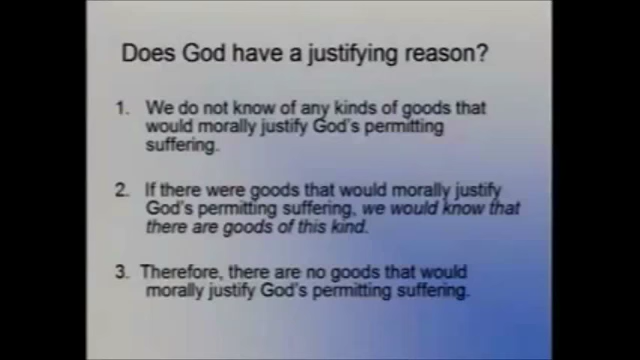 Does God have a justifying reason?
1. We do not know of any kinds of goods that
would morally justify God's permitting
suffering.
2. If there were goods that would morally justify
God's permitting suffering, we would know that
there are goods of this kind.
3. Therefore, there are no goods that would
morally justify God's permitting suffering.